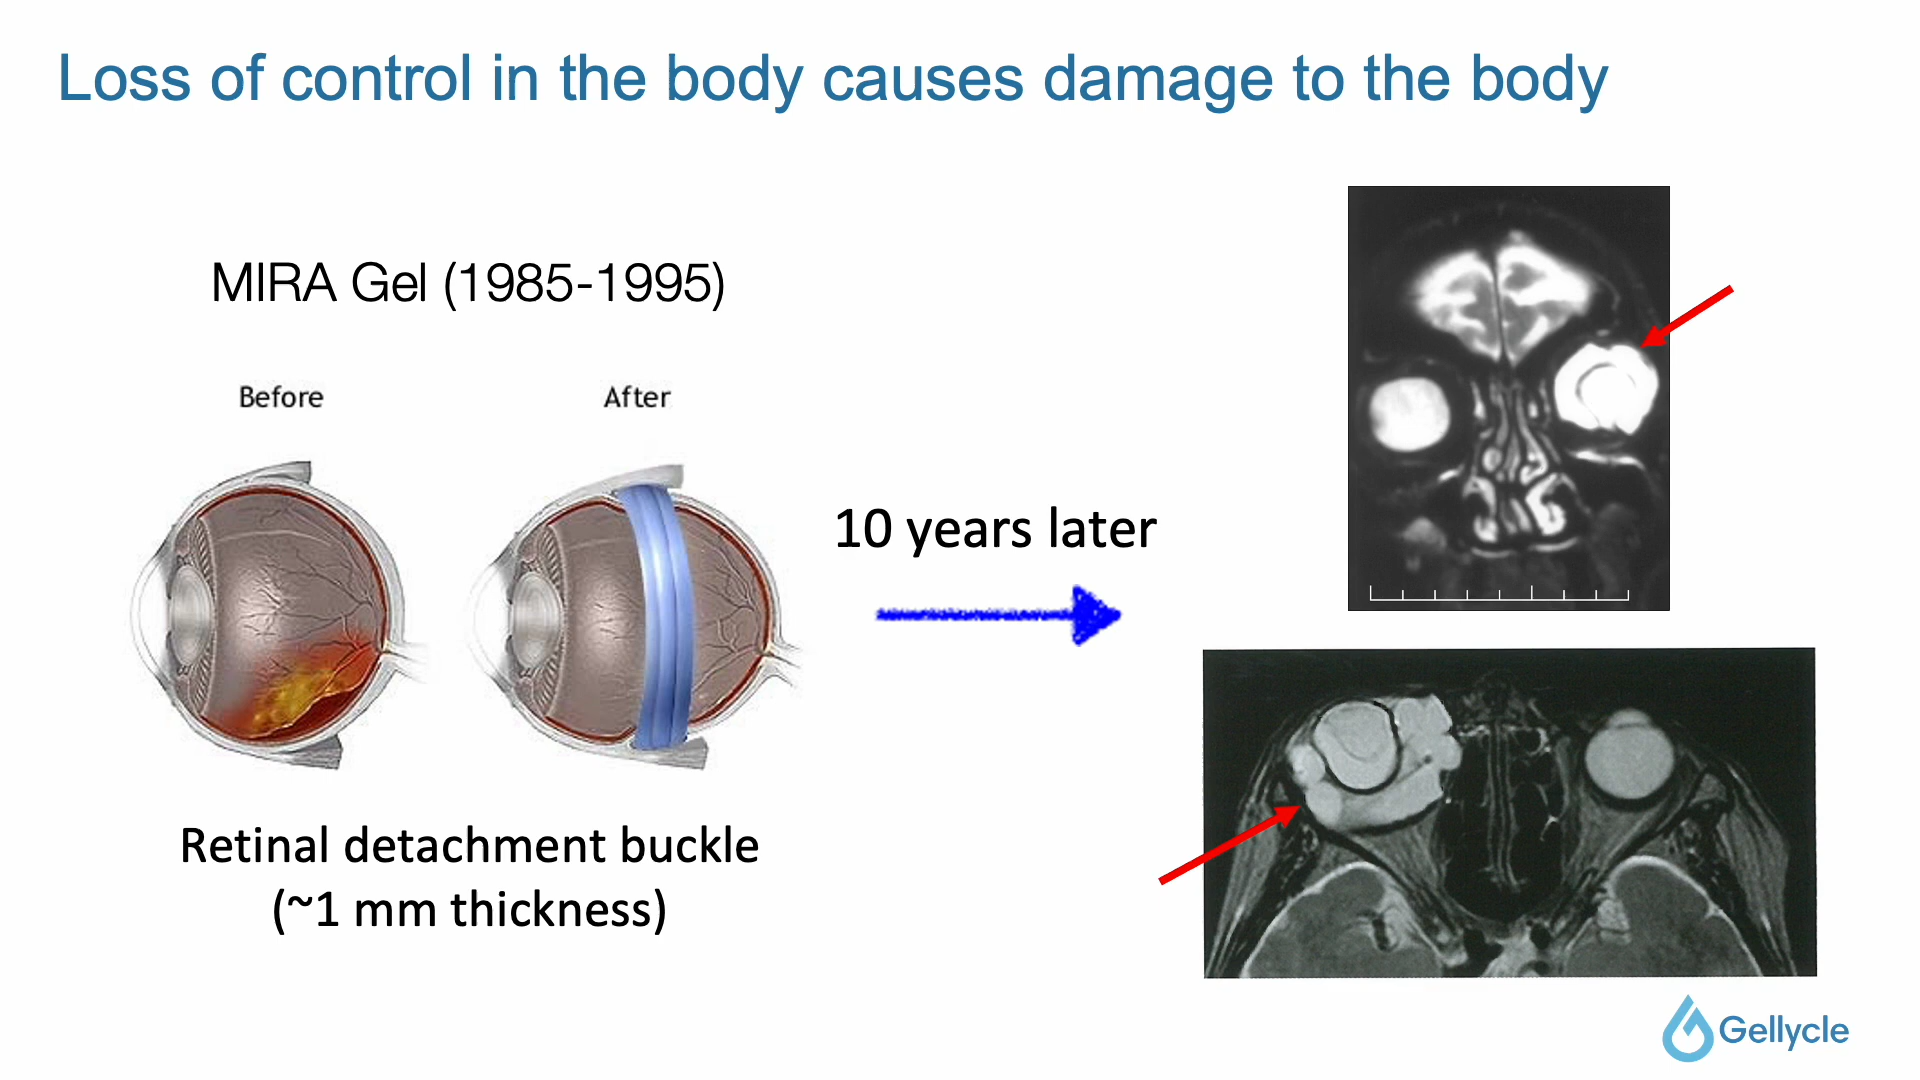 Loss of control in the body causes damage to the body
MIRA Gel (1985-1995)
Before
After
10 years later
Retinal detachment buckle
(~1 mm thickness)
Gellycle